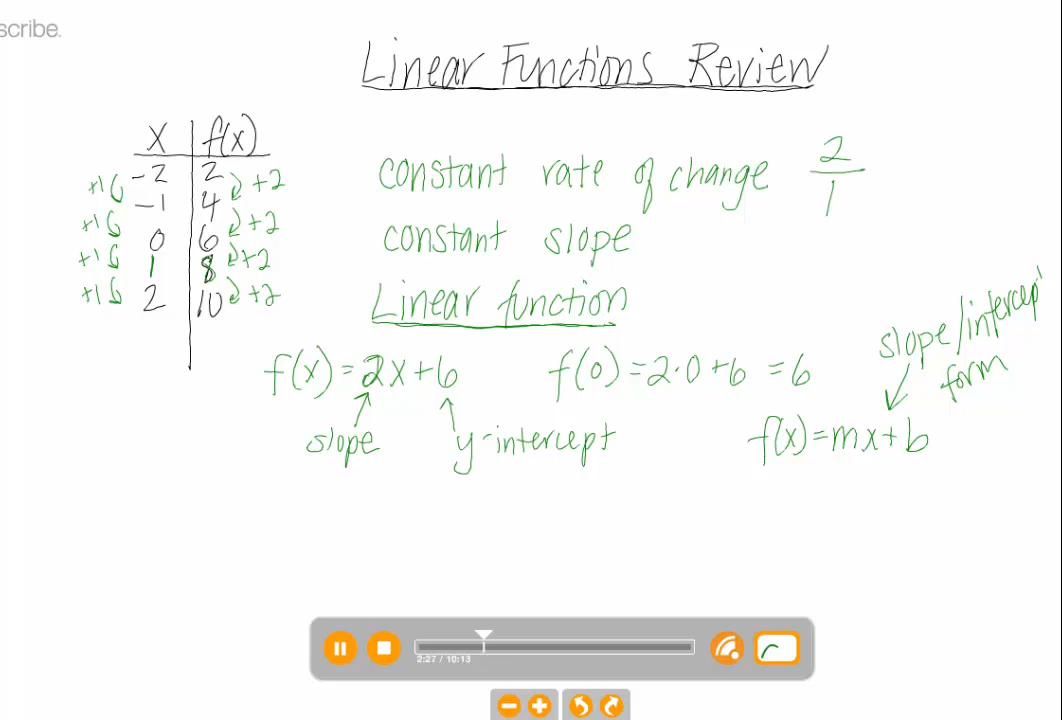 scribe.
Linear Functions Review
x f(x)
-2 2
+1 +2
-1 4
+1 +2
0 6
+1 +2
1 8
+1 +2
2 10
constant rate of change 2/1
constant slope
Linear function
f(x)=2x+6 f(0)=2·0+6=6
slope y-intercept
slope/intercept
form
f(x)=mx+b
2:27 / 10:13